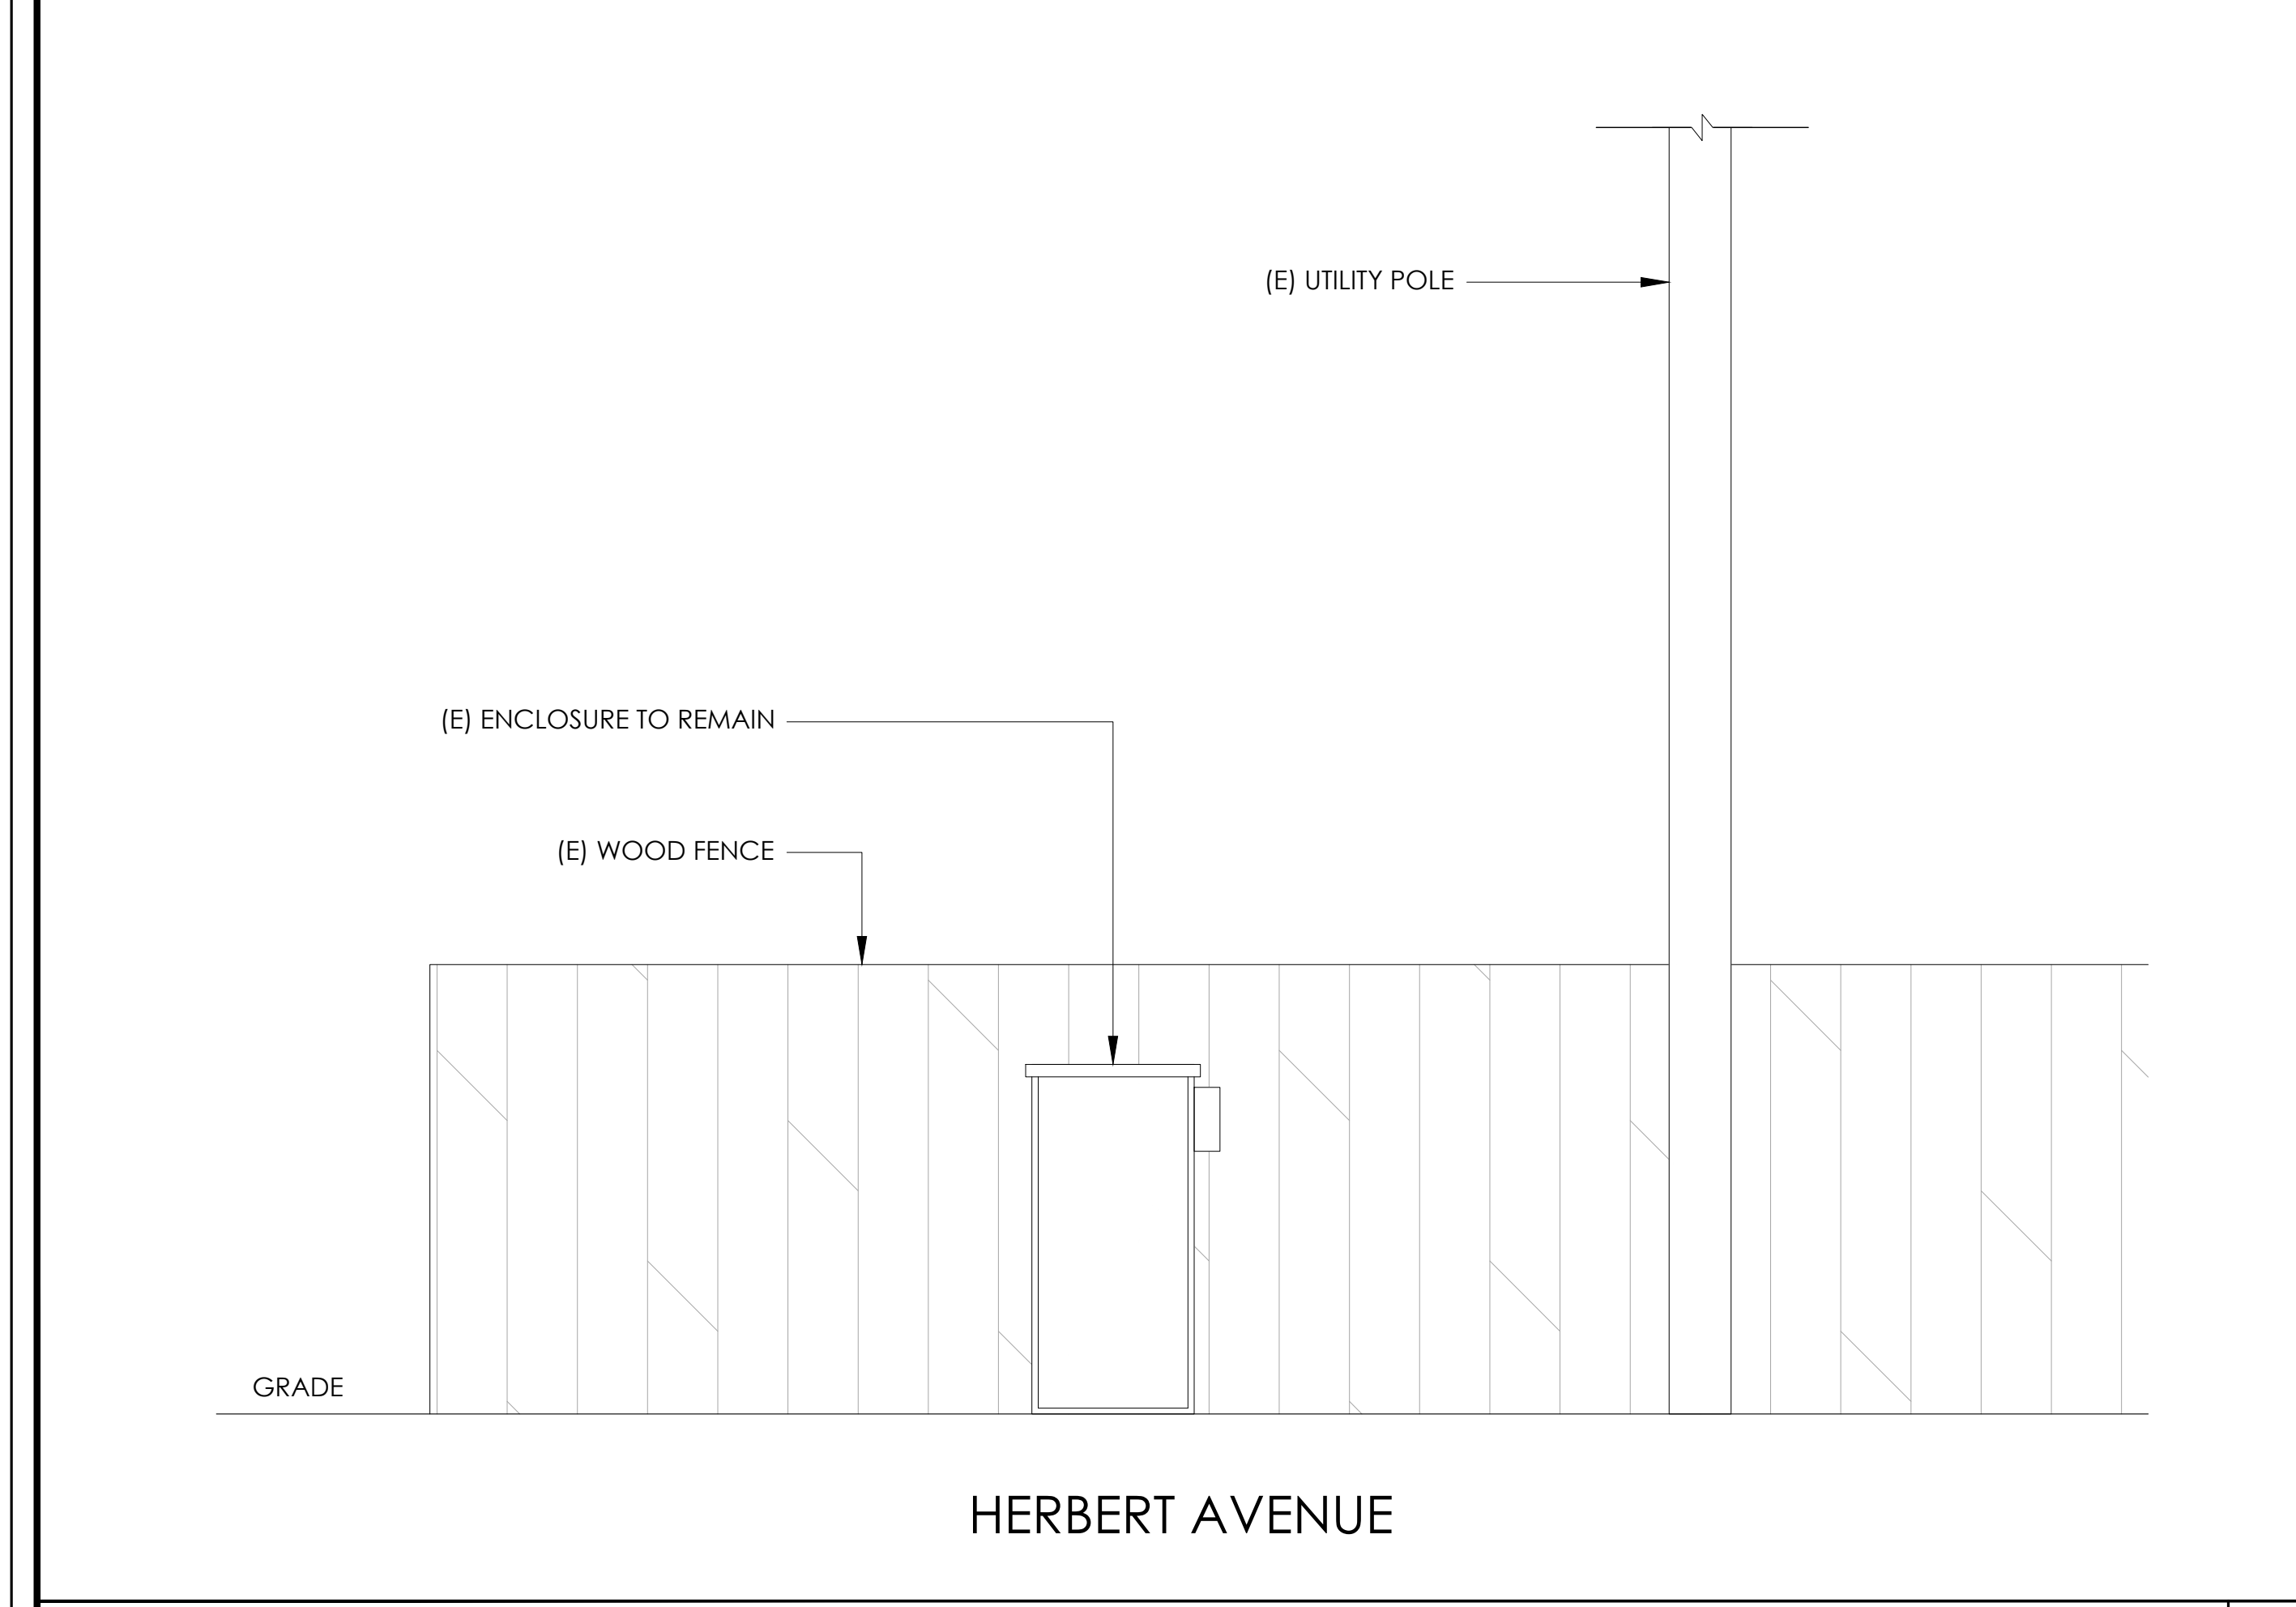 (E) UTILITY POLE
(E) ENCLOSURE TO REMAIN
(E) WOOD FENCE
GRADE
HERBERT AVENUE